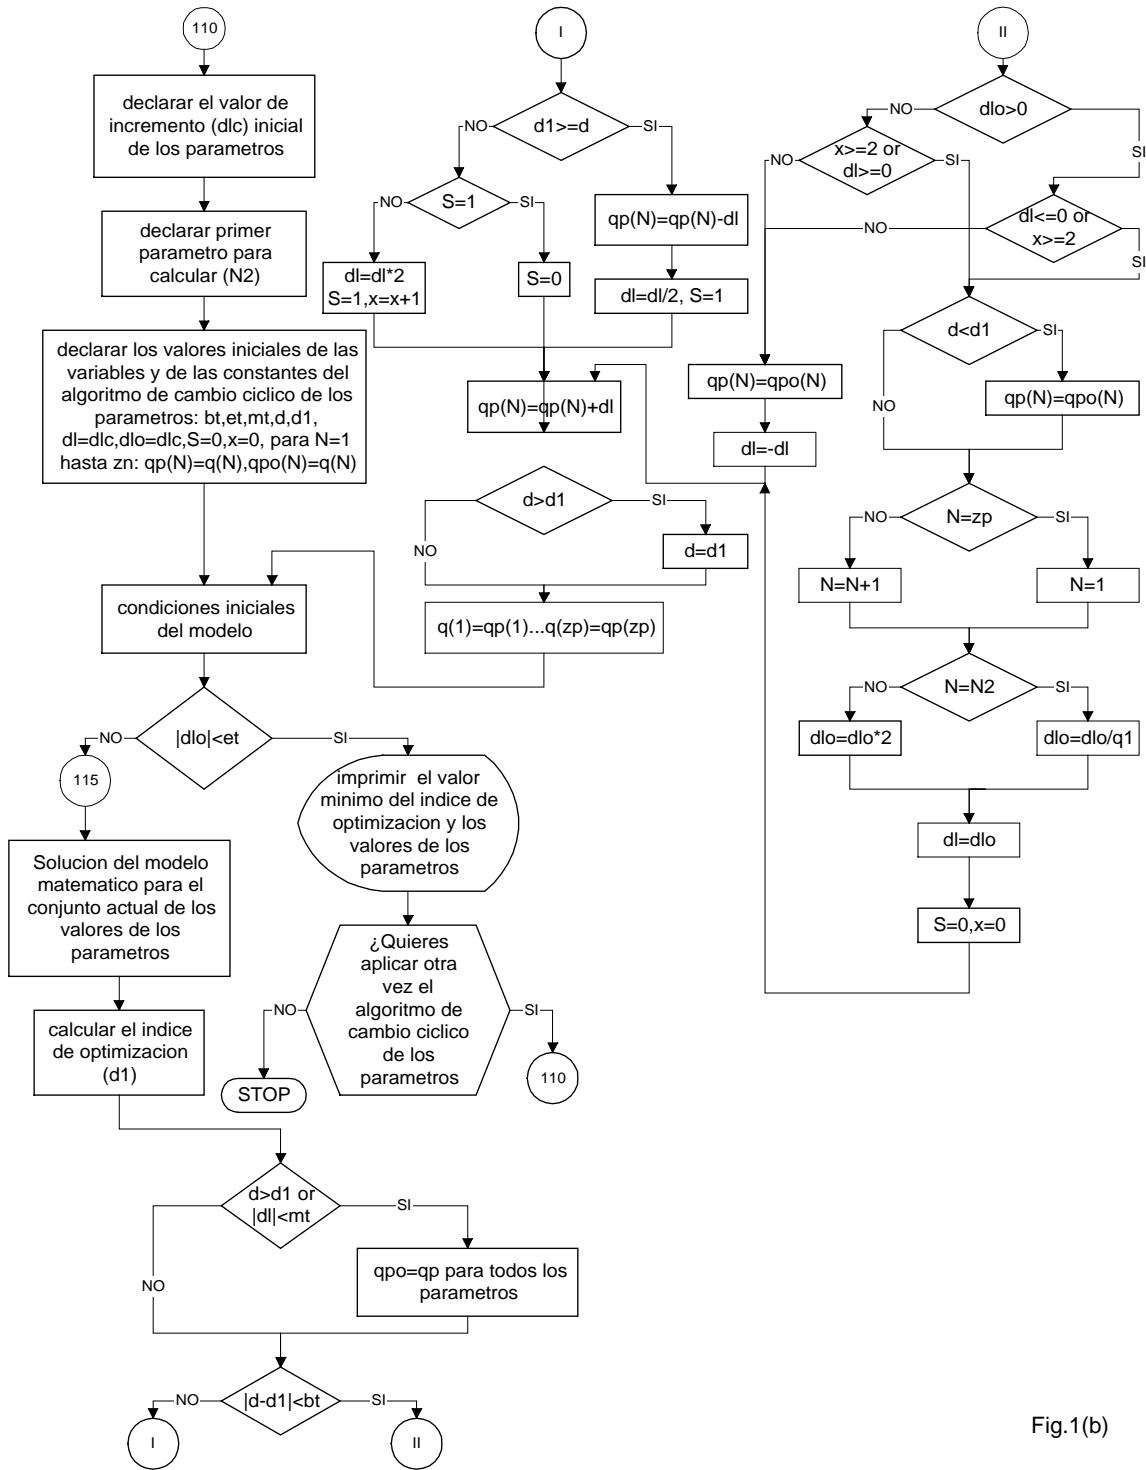 110
declarar el valor de
incremento (dlc) inicial
de los parametros
declarar primer
parametro para
calcular (N2)
declarar los valores iniciales de las
variables y de las constantes del
algoritmo de cambio ciclico de los
parametros: bt,et,mt,d,d1,
dl=dlc,dlo=dlc,S=0,x=0, para N=1
hasta zn: qp(N)=q(N),qpo(N)=q(N)
condiciones iniciales
del modelo
|dlo|<et
NO
SI
115
Solucion del modelo
matematico para el
conjunto actual de los
valores de los
parametros
calcular el indice
de optimizacion
(d1)
imprimir el valor
minimo del indice de
optimizacion y los
valores de los
parametros
¿Quieres
aplicar otra
vez el
algoritmo de
cambio ciclico
de los
parametros
NO
SI
STOP
110
d>d1 or
|dl|<mt
SI
NO
qpo=qp para todos los
parametros
|d-d1|<bt
NO
SI
I
II
I
d1>=d
NO
SI
S=1
NO
SI
qp(N)=qp(N)-dl
dl=dl*2
S=1,x=x+1
S=0
dl=dl/2, S=1
qp(N)=qp(N)+dl
d>d1
SI
NO
d=d1
q(1)=qp(1)...q(zp)=qp(zp)
II
dlo>0
NO
SI
x>=2 or
dl>=0
NO
SI
dl<=0 or
x>=2
NO
SI
d<d1
SI
NO
qp(N)=qpo(N)
qp(N)=qpo(N)
dl=-dl
N=zp
NO
SI
N=N+1
N=1
N=N2
NO
SI
dlo=dlo*2
dlo=dlo/q1
dl=dlo
S=0,x=0
Fig.1(b)